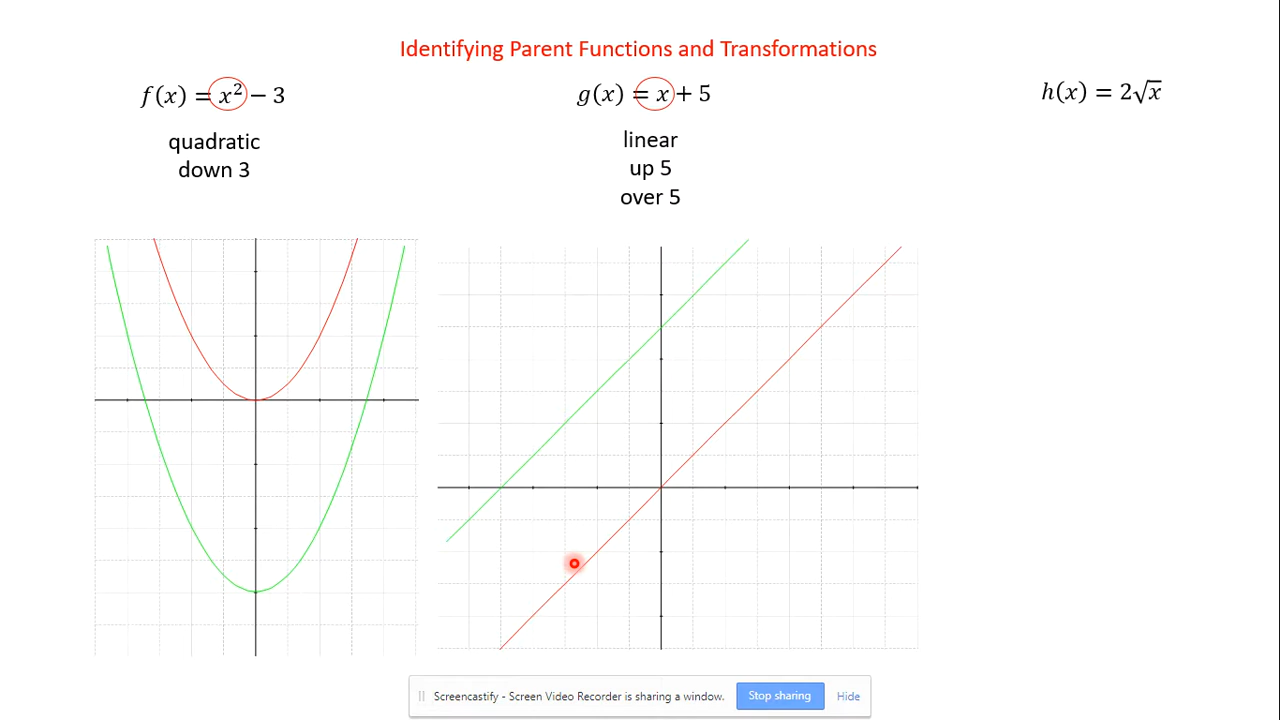 Identifying Parent Functions and Transformations
f(x) = x² − 3
g(x) = x + 5
h(x) = 2√x
quadratic
down 3
linear
up 5
over 5
Screencastify - Screen Video Recorder is sharing a window.
Stop sharing
Hide